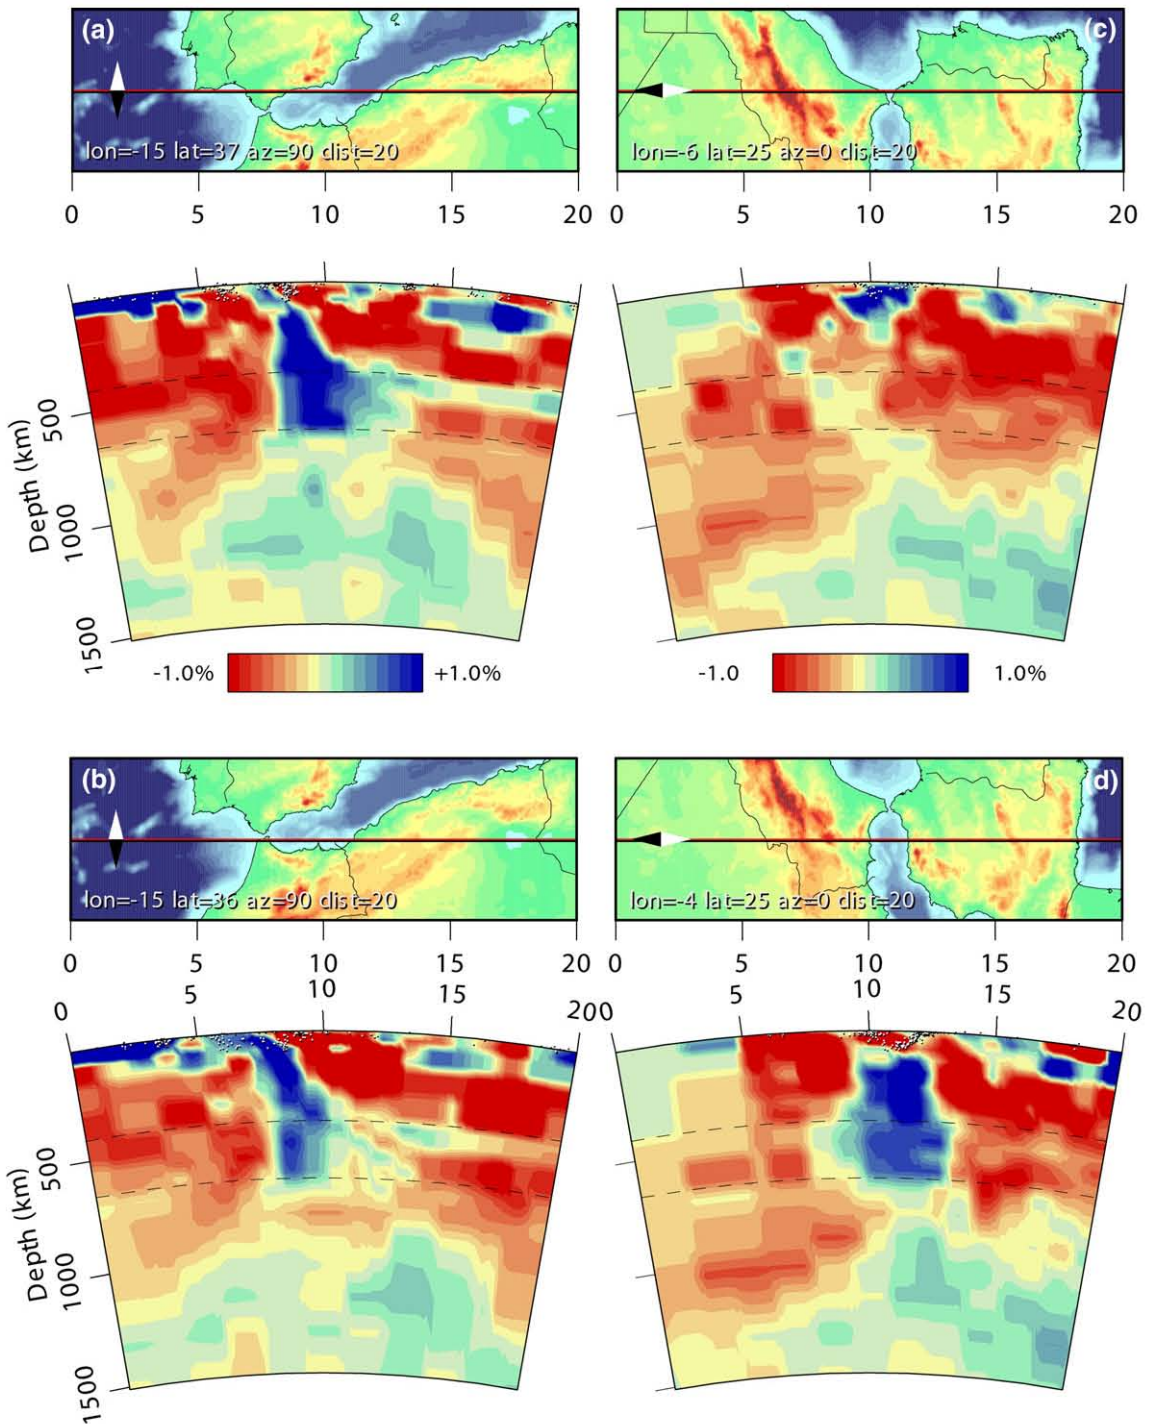 (a)
lon=-15 lat=37 az=90 dist=20
0 5 10 15 20
(c)
lon=-6 lat=25 az=0 dist=20
0 5 10 15 20
Depth (km)
500
1000
1500
-1.0% +1.0%
-1.0 1.0%
(b)
lon=-15 lat=36 az=90 dist=20
0 5 10 15 20
(d)
lon=-4 lat=25 az=0 dist=20
0 5 10 15 20
0 5 10 15 20
0 5 10 15 20
Depth (km)
500
1000
1500